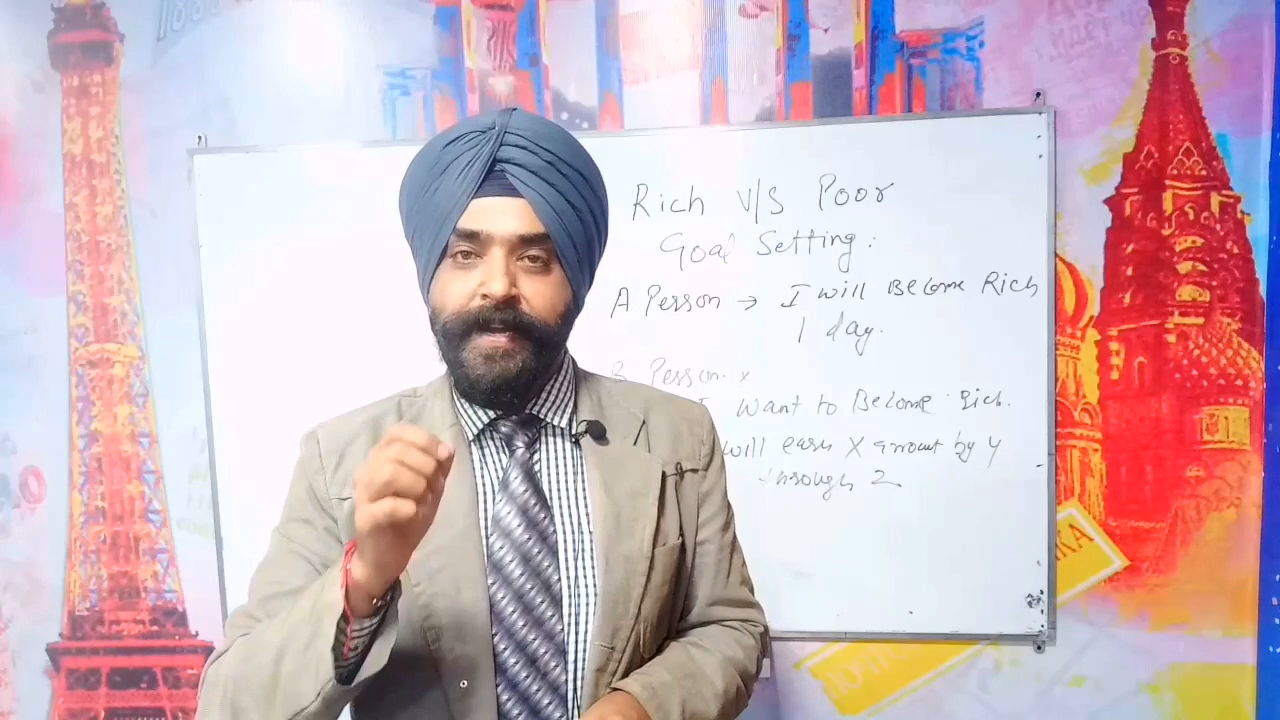 Rich V/S Poor
Goal Setting.
A Person → I will Become Rich
1 day.
B Person. x
I Want to Become Rich.
will earn X amount by y
through Z